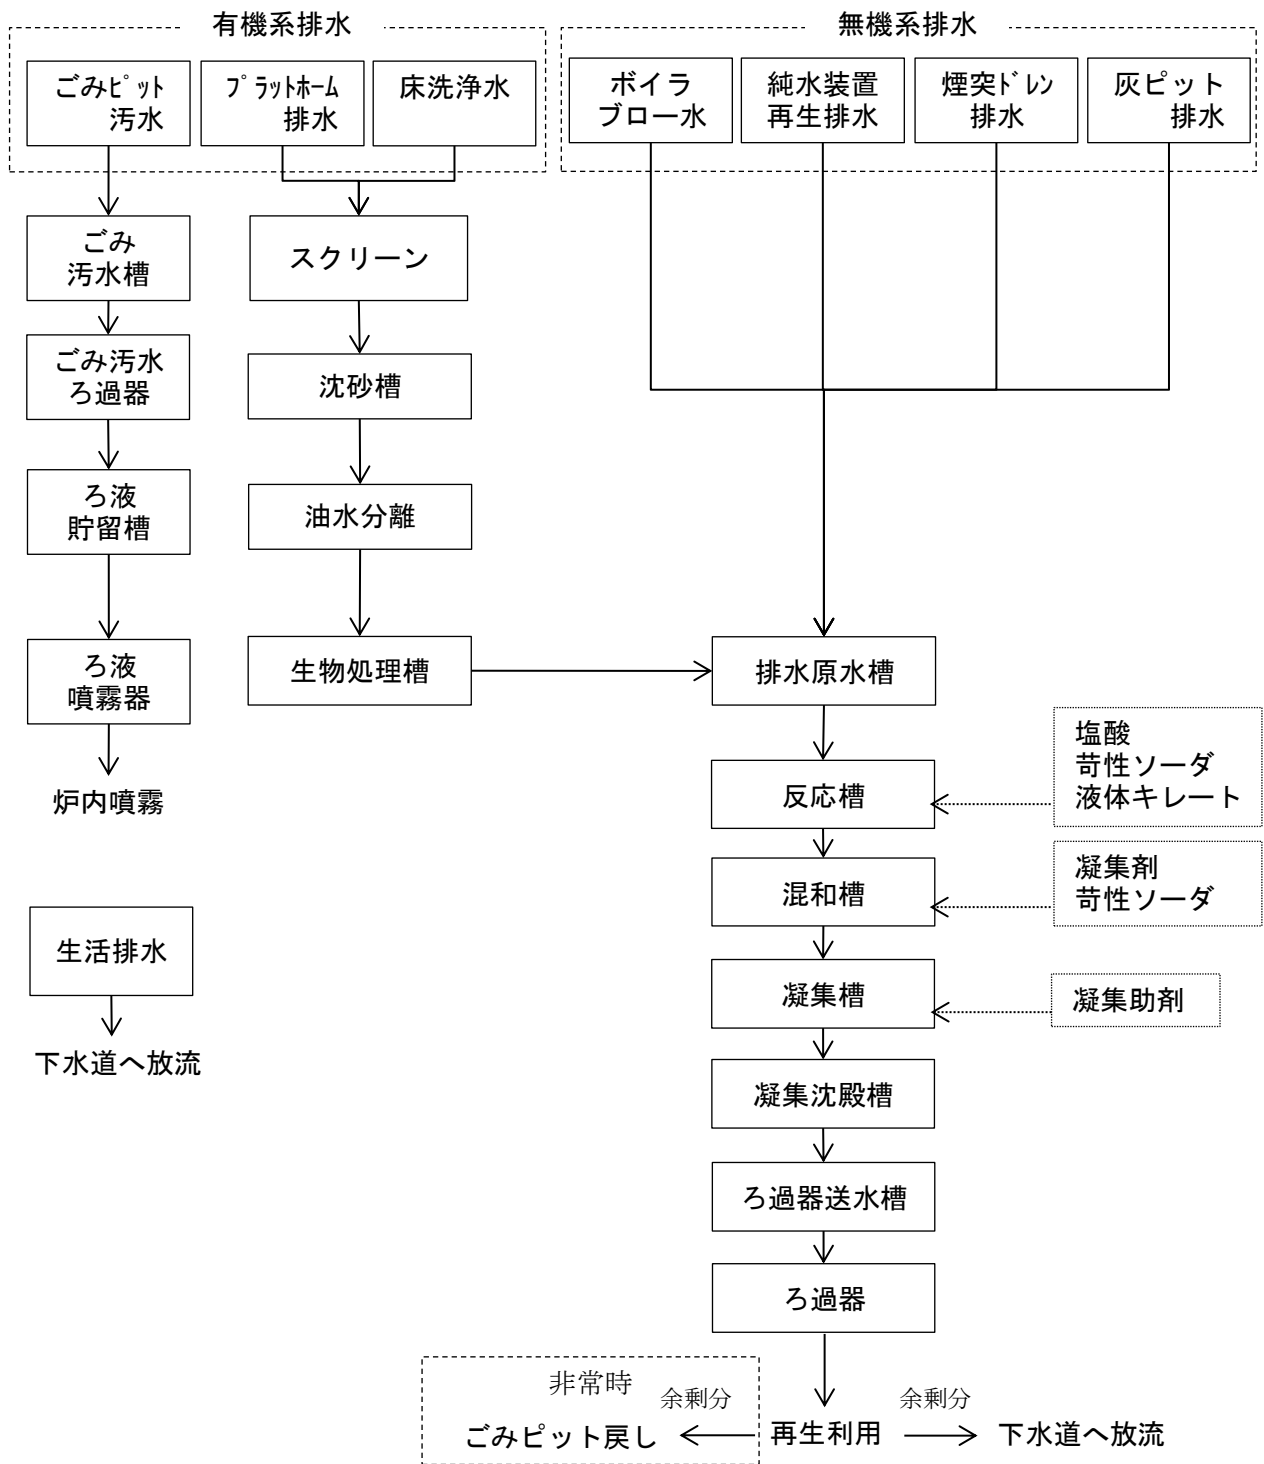 有機系排水
無機系排水
ごみﾋﾟｯﾄ
汚水
ﾌﾟﾗｯﾄﾎｰﾑ
排水
床洗浄水
ボイラ
ブロー水
純水装置
再生排水
煙突ﾄﾞﾚﾝ
排水
灰ピット
排水
ごみ
汚水槽
スクリーン
ごみ汚水
ろ過器
沈砂槽
ろ液
貯留槽
油水分離
ろ液
噴霧器
生物処理槽
排水原水槽
炉内噴霧
反応槽
塩酸
苛性ソーダ
液体キレート
混和槽
凝集剤
苛性ソーダ
生活排水
凝集槽
凝集助剤
下水道へ放流
凝集沈殿槽
ろ過器送水槽
ろ過器
非常時
余剰分
余剰分
ごみピット戻し
再生利用
下水道へ放流